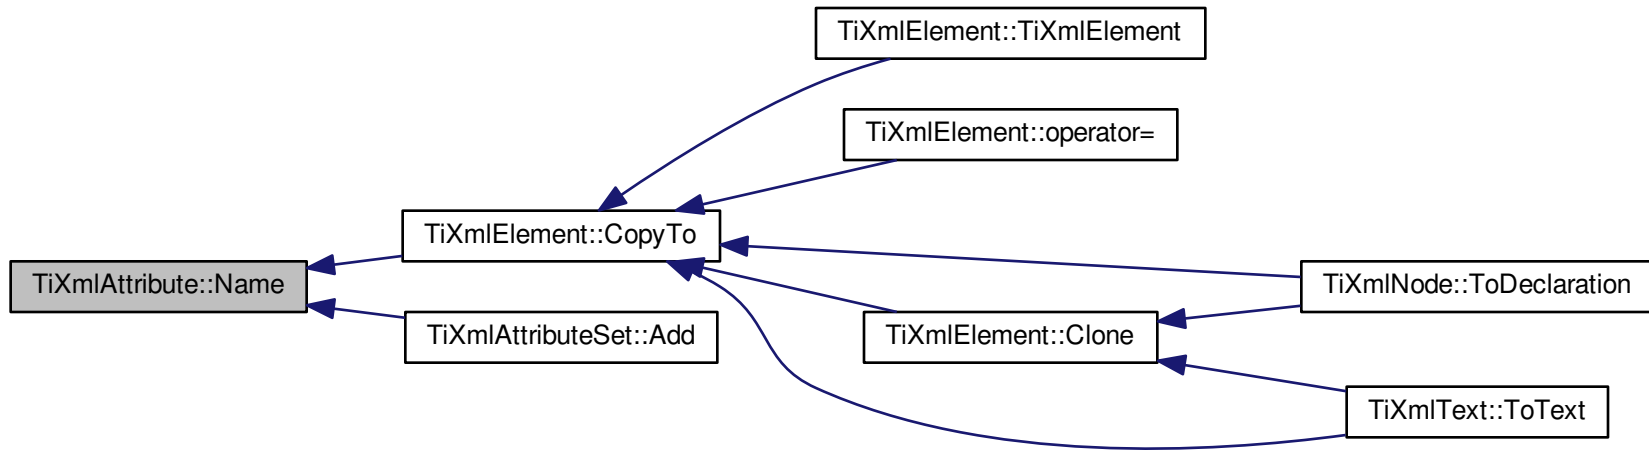 TiXmlElement::TiXmlElement
TiXmlElement::operator=
TiXmlElement::CopyTo
TiXmlAttribute::Name
TiXmlNode::ToDeclaration
TiXmlAttributeSet::Add
TiXmlElement::Clone
TiXmlText::ToText